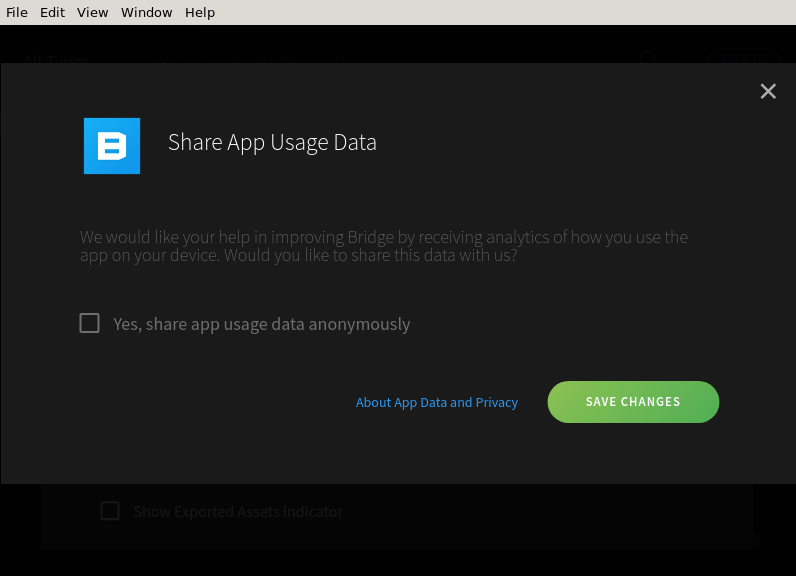 File Edit View Window Help
All Types
Share App Usage Data
We would like your help in improving Bridge by receiving analytics of how you use the
app on your device. Would you like to share this data with us?
Yes, share app usage data anonymously
About App Data and Privacy SAVE CHANGES
Show Exported Assets Indicator